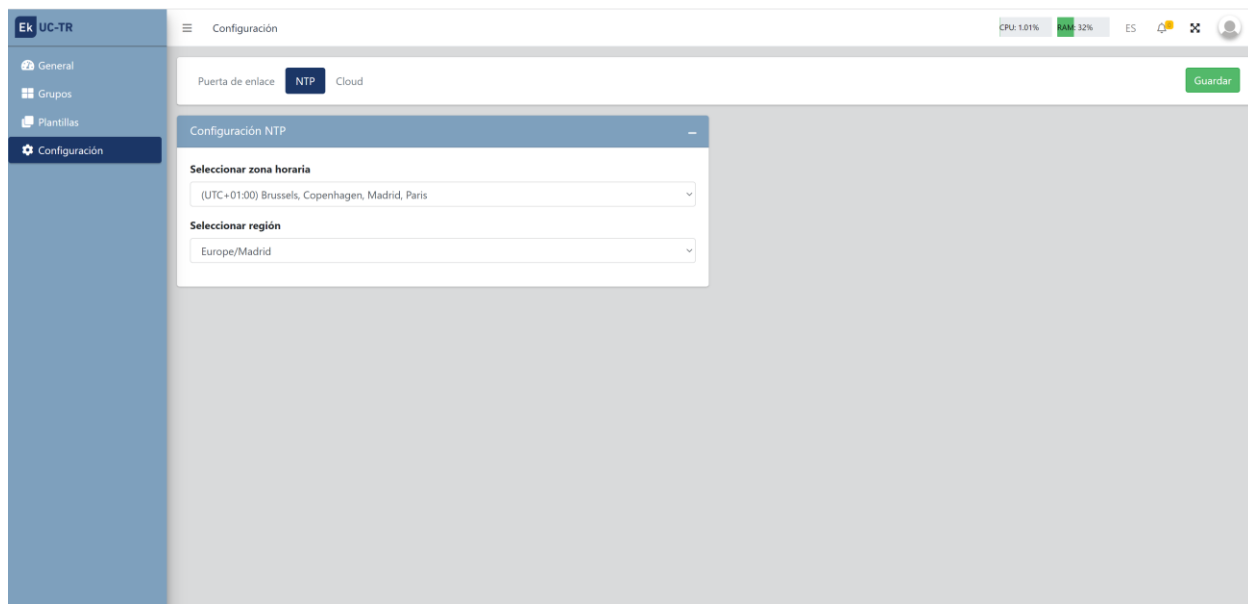 Ek UC-TR
Configuración
CPU: 1.01%
RAM: 32%
ES
General
Grupos
Plantillas
Configuración
Puerta de enlace
NTP
Cloud
Guardar
Configuración NTP
Seleccionar zona horaria
(UTC+01:00) Brussels, Copenhagen, Madrid, Paris
Seleccionar región
Europe/Madrid